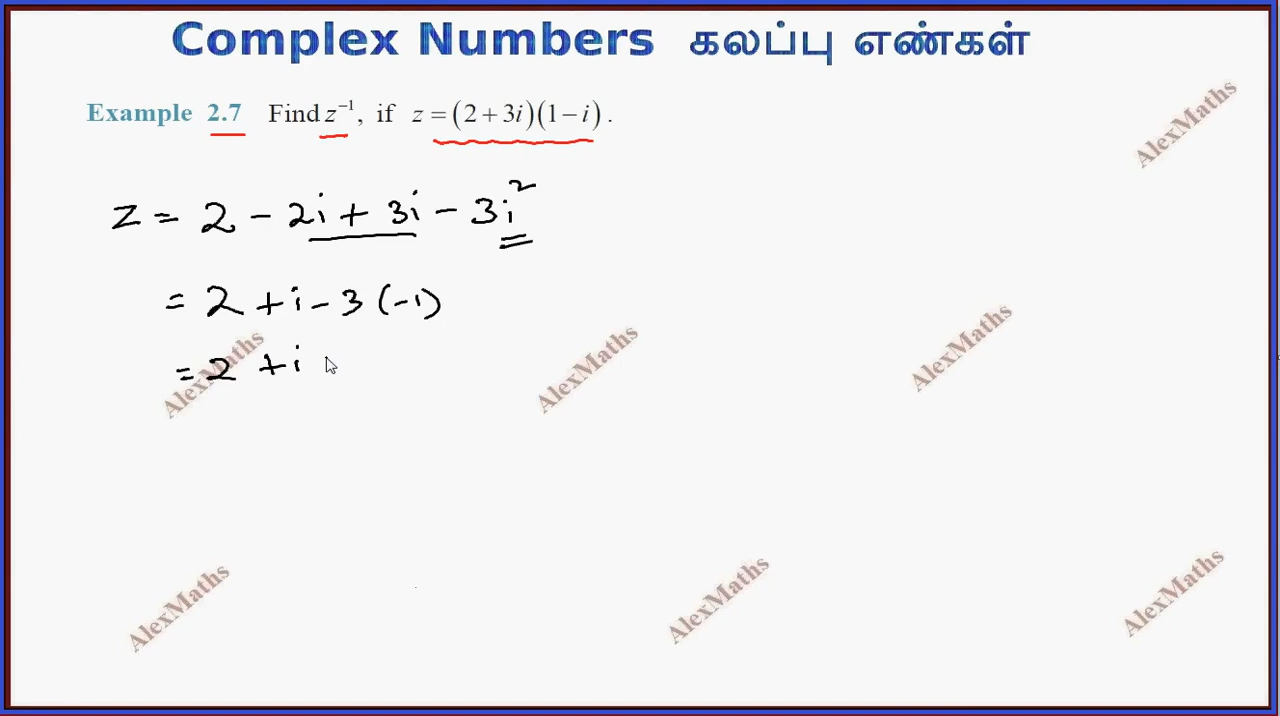 Complex Numbers கலப்பு எண்கள்
Example 2.7 Find z⁻¹, if z = (2 + 3i)(1 − i).
z = 2 - 2i + 3i - 3i²
= 2 + i - 3 (-1)
= 2 + i
AlexMaths
AlexMaths
AlexMaths
AlexMaths
AlexMaths
AlexMaths
AlexMaths